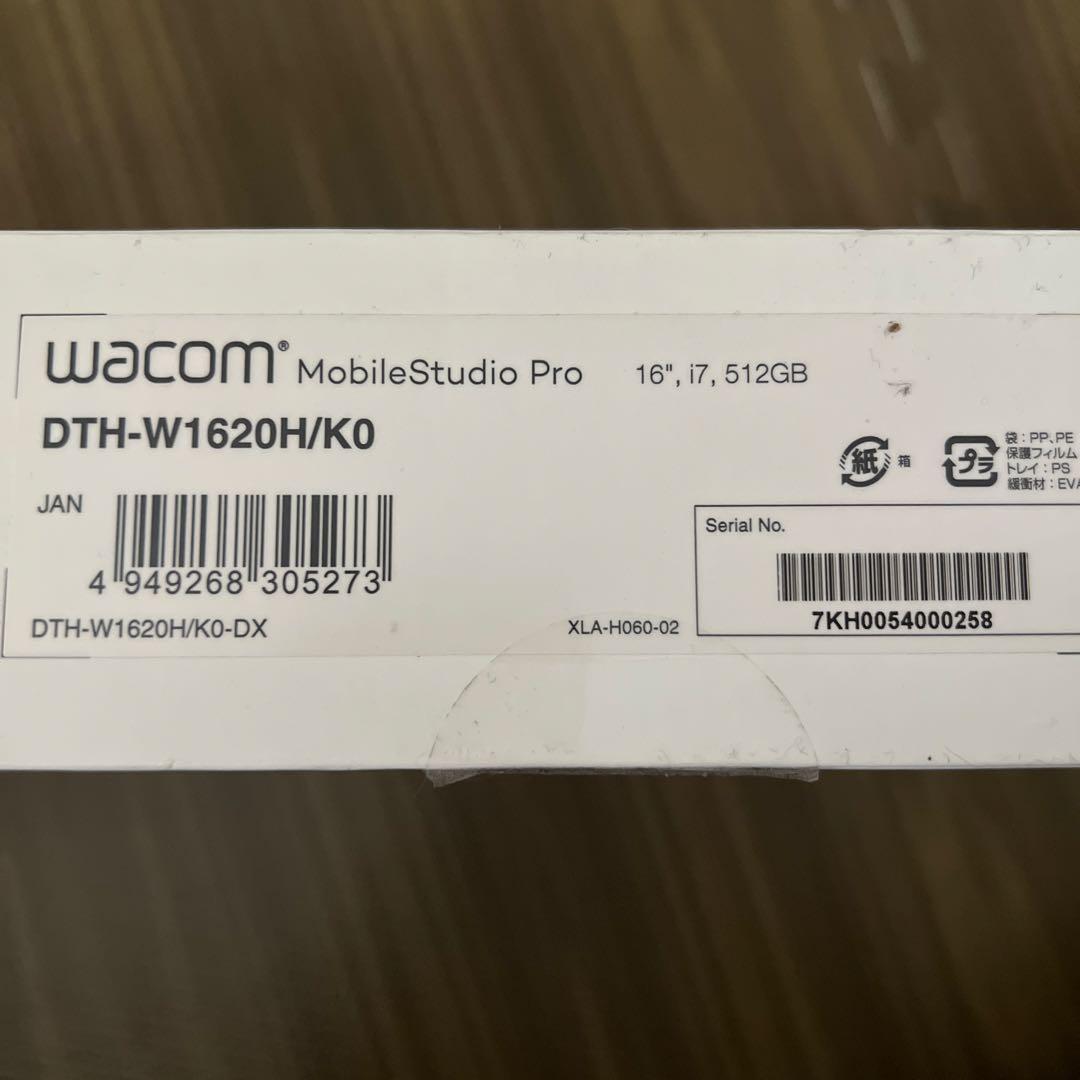 wacom® MobileStudio Pro 16", i7, 512GB
DTH-W1620H/K0
紙 箱
プラ
袋：PP、PE
保護フィルム
トレイ：PS
緩衝材：EVA
JAN
4 949268 305273
DTH-W1620H/K0-DX
XLA-H060-02
Serial No.
7KH0054000258